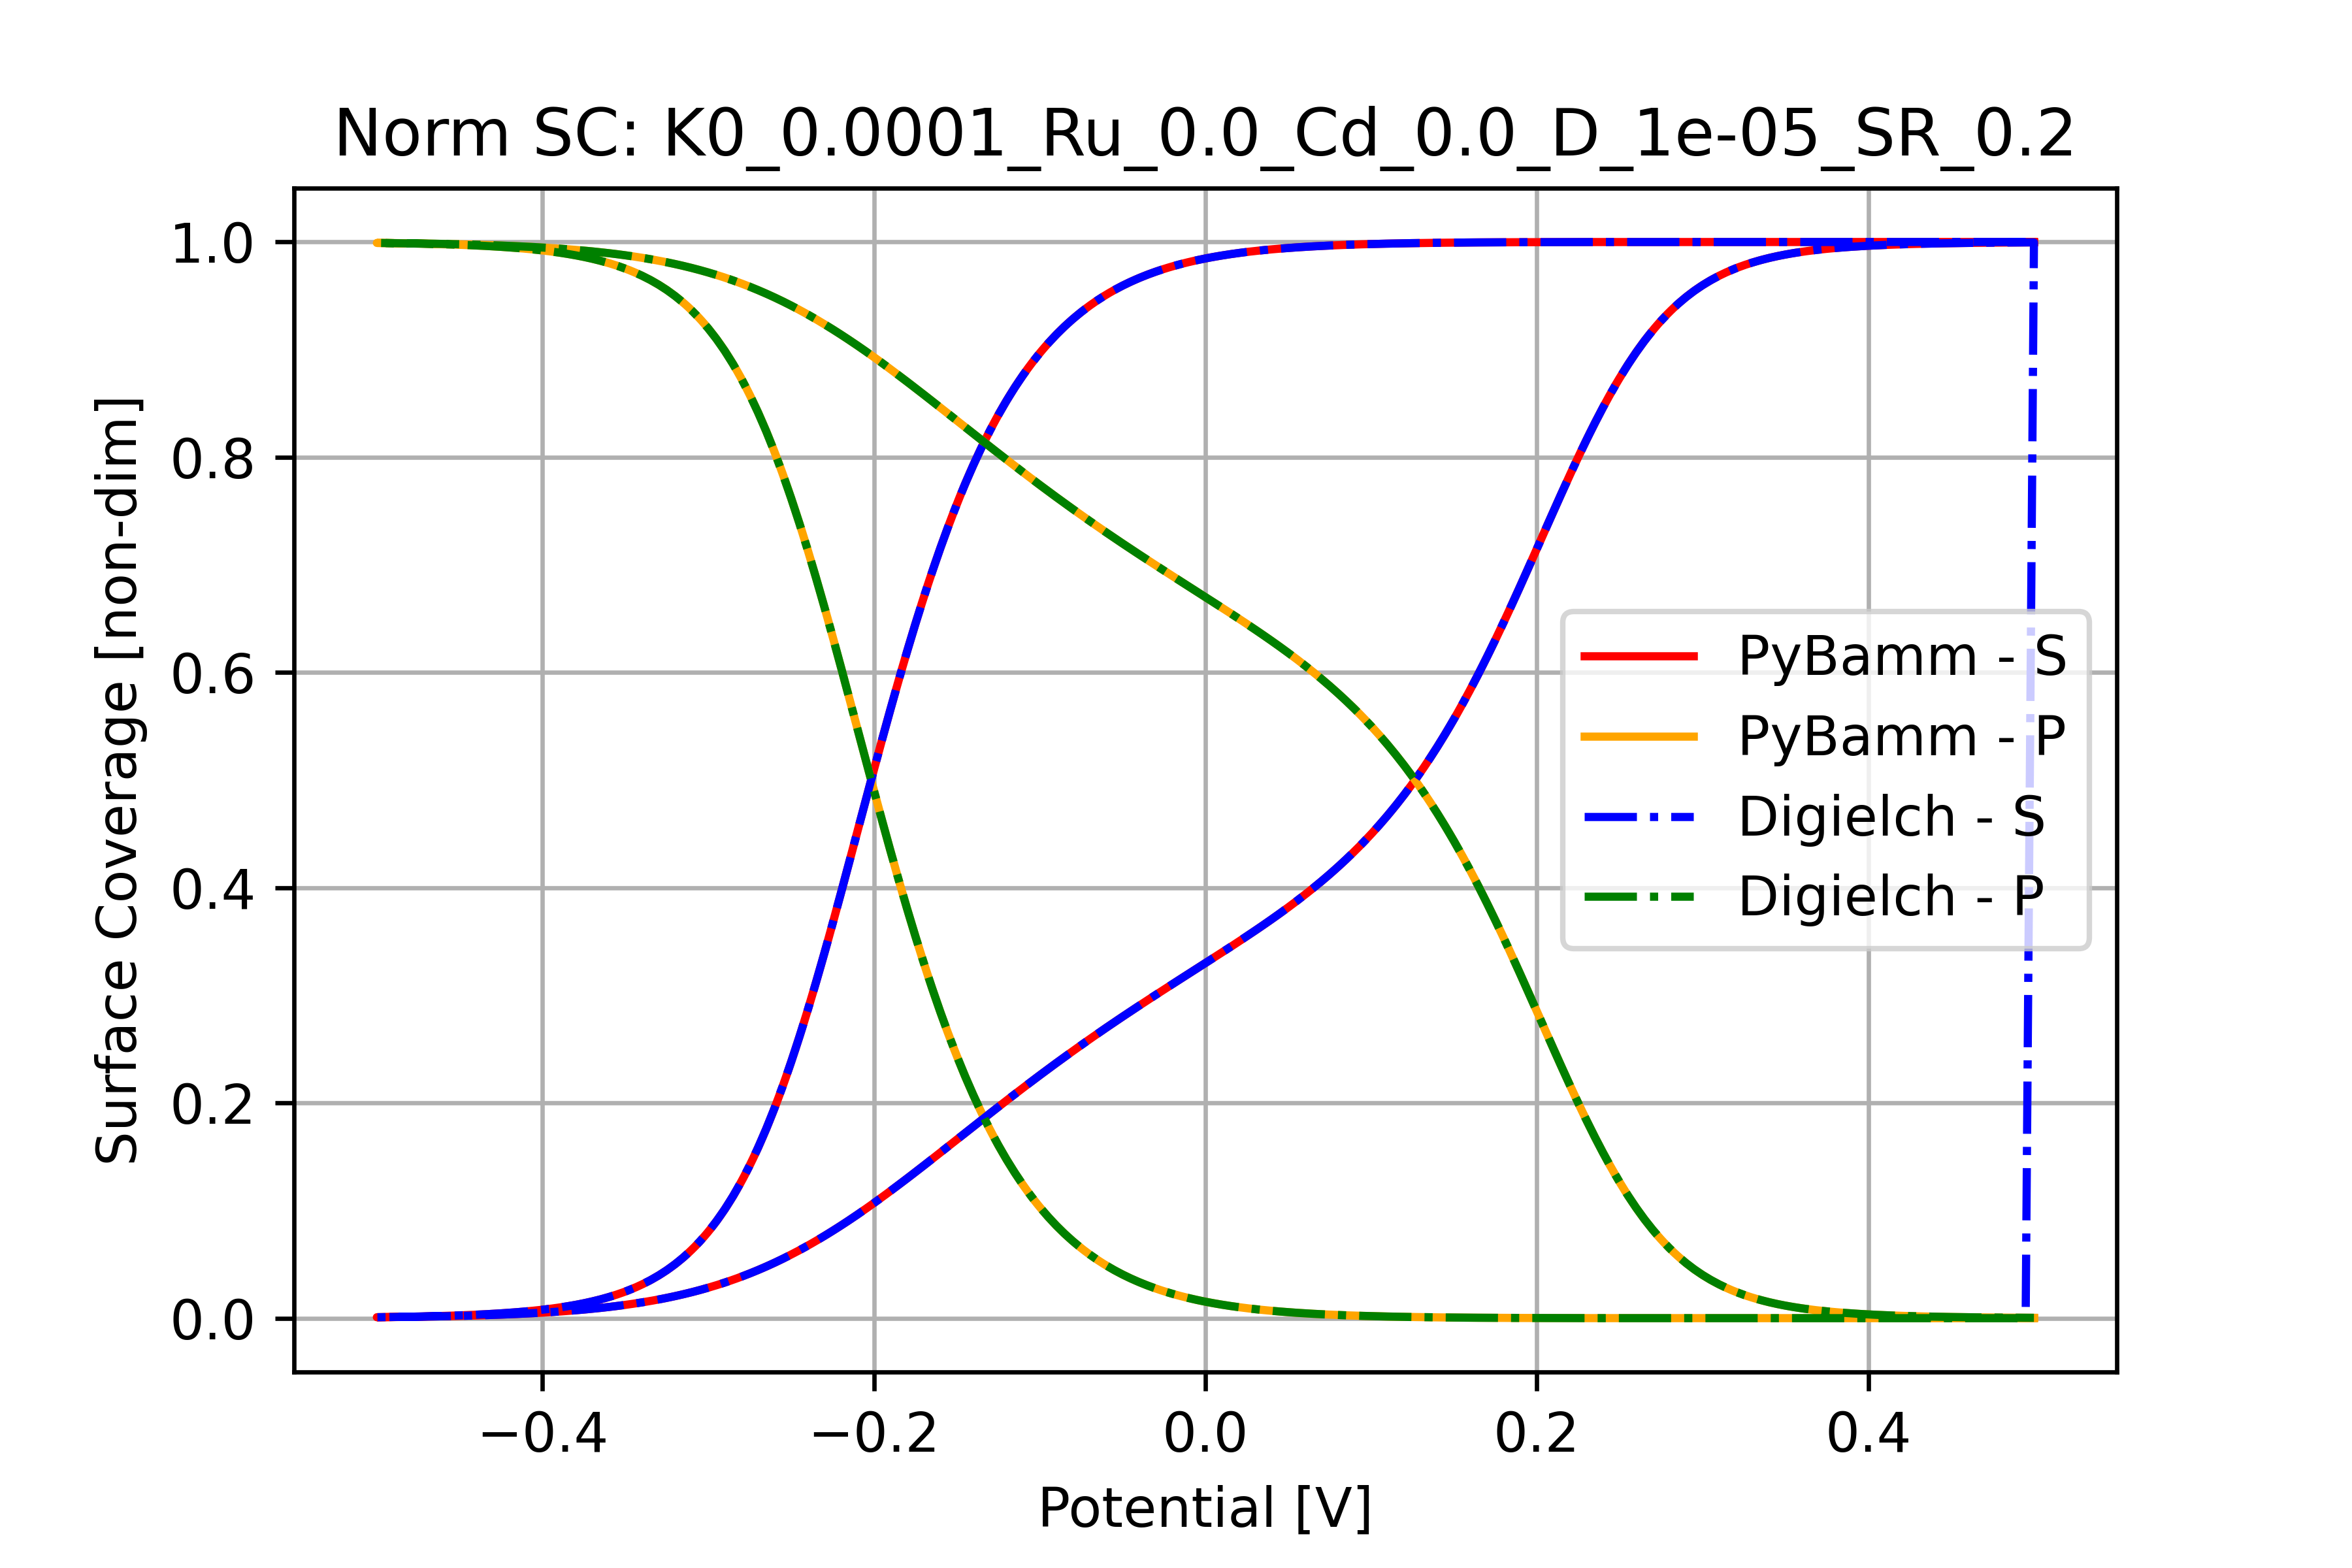 Norm SC: K0_0.0001_Ru_0.0_Cd_0.0_D_1e-05_SR_0.2
Surface Coverage [non-dim]
1.0
0.8
0.6
0.4
0.2
0.0
PyBamm - S
PyBamm - P
Digielch - S
Digielch - P
−0.4
−0.2
0.0
0.2
0.4
Potential [V]